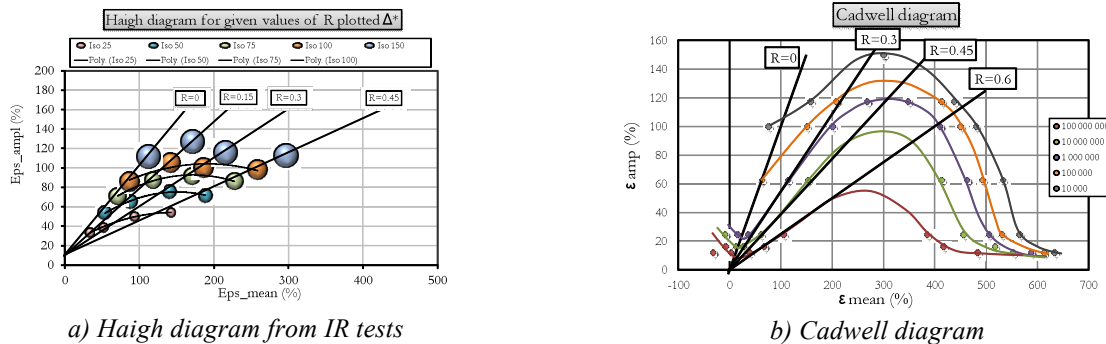 Haigh diagram for given values of R plotted Δ*
Iso 25 Iso 50 Iso 75 Iso 100 Iso 150
Poly. (Iso 25) Poly. (Iso 50) Poly. (Iso 75) Poly. (Iso 100)
Eps_ampl (%)
200
180
160
140
120
100
80
60
40
20
0
R=0
R=0.15
R=0.3
R=0.45
0 100 200 300 400 500
Eps_mean (%)
a) Haigh diagram from IR tests
Cadwell diagram
ε amp (%)
160
140
120
100
80
60
40
20
0
R=0
R=0.3
R=0.45
R=0.6
100 000 000
10 000 000
1 000 000
100 000
10 000
-100 0 100 200 300 400 500 600 700
ε mean (%)
b) Cadwell diagram